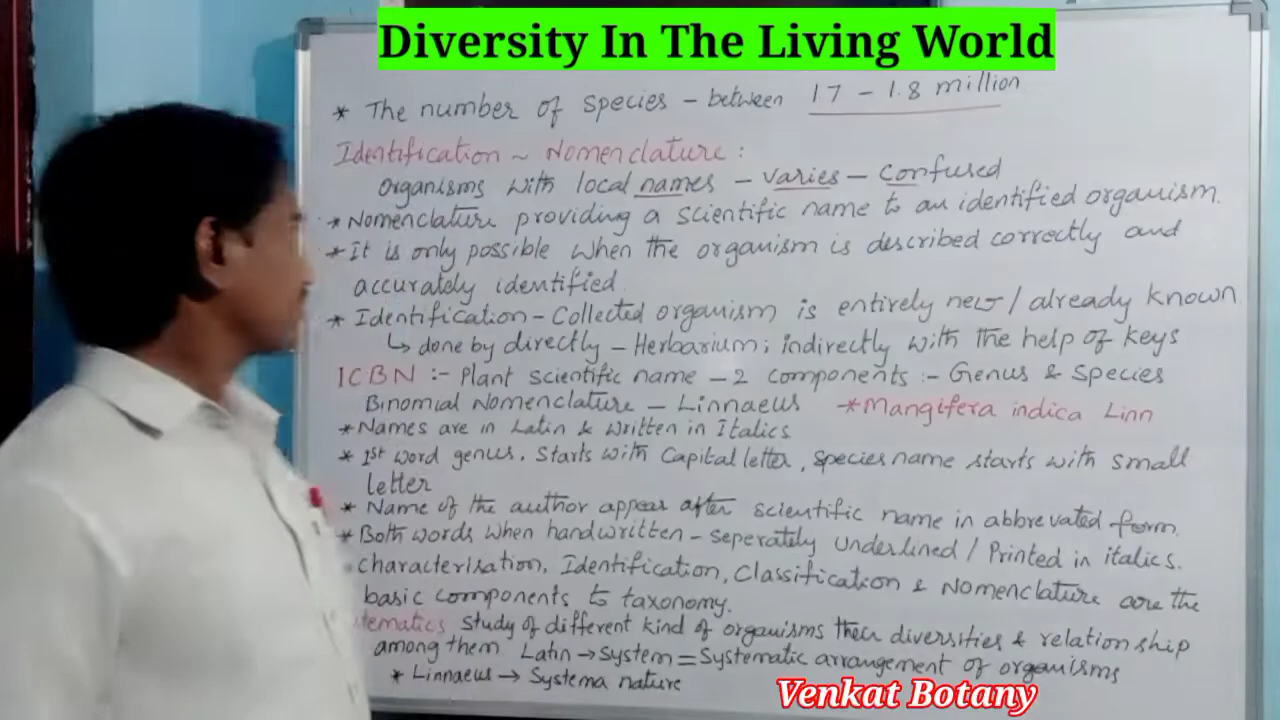 Diversity In The Living World
* The number of species – between 17 – 1.8 million
Identification ~ Nomenclature :
Organisms with local names – varies – confused
* Nomenclature providing a scientific name to an identified organism.
* It is only possible when the organism is described correctly and
accurately identified
* Identification – Collected organism is entirely new / already known
↳ done by directly – Herbarium; indirectly with the help of keys
ICBN :- Plant scientific name – 2 components :- Genus & Species
Binomial Nomenclature – Linnaeus * Mangifera indica Linn
* Names are in Latin & written in Italics
* 1st word genus. Starts with Capital letter, species name starts with small
letter
* Name of the author appear after scientific name in abbrevated form.
* Both words when handwritten – seperately underlined / Printed in italics.
characterisation, Identification, Classification & Nomenclature are the
basic components to taxonomy.
tematics study of different kind of organisms their diversities & relationship
among them Latin → System = Systematic arrangement of organisms
* Linnaeus → Systema nature
Venkat Botany